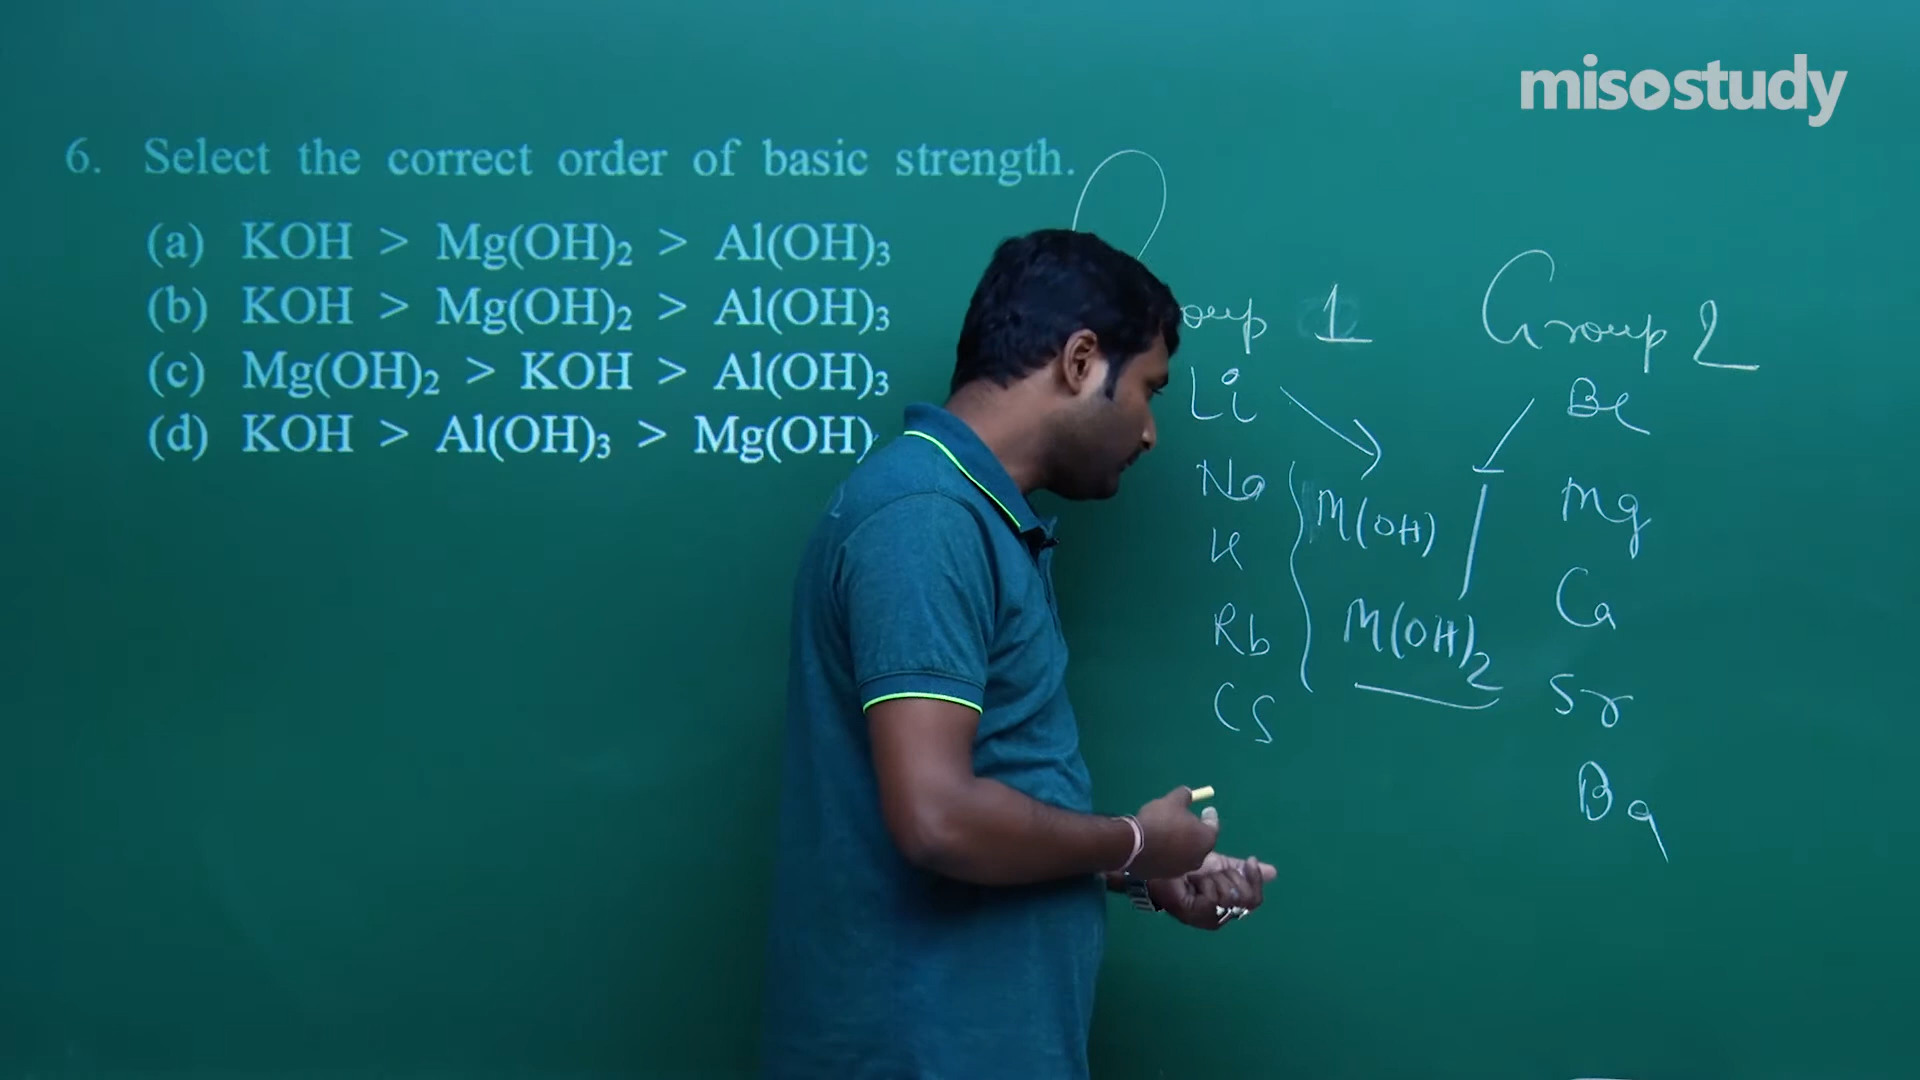 misostudy
6. Select the correct order of basic strength.
(a) KOH > Mg(OH)₂ > Al(OH)₃
(b) KOH > Mg(OH)₂ > Al(OH)₃
(c) Mg(OH)₂ > KOH > Al(OH)₃
(d) KOH > Al(OH)₃ > Mg(OH)
oup 1
Group 2
Li
Be
Na
M(OH)
Mg
K
Ca
Rb
M(OH)₂
Sr
Cs
Ba